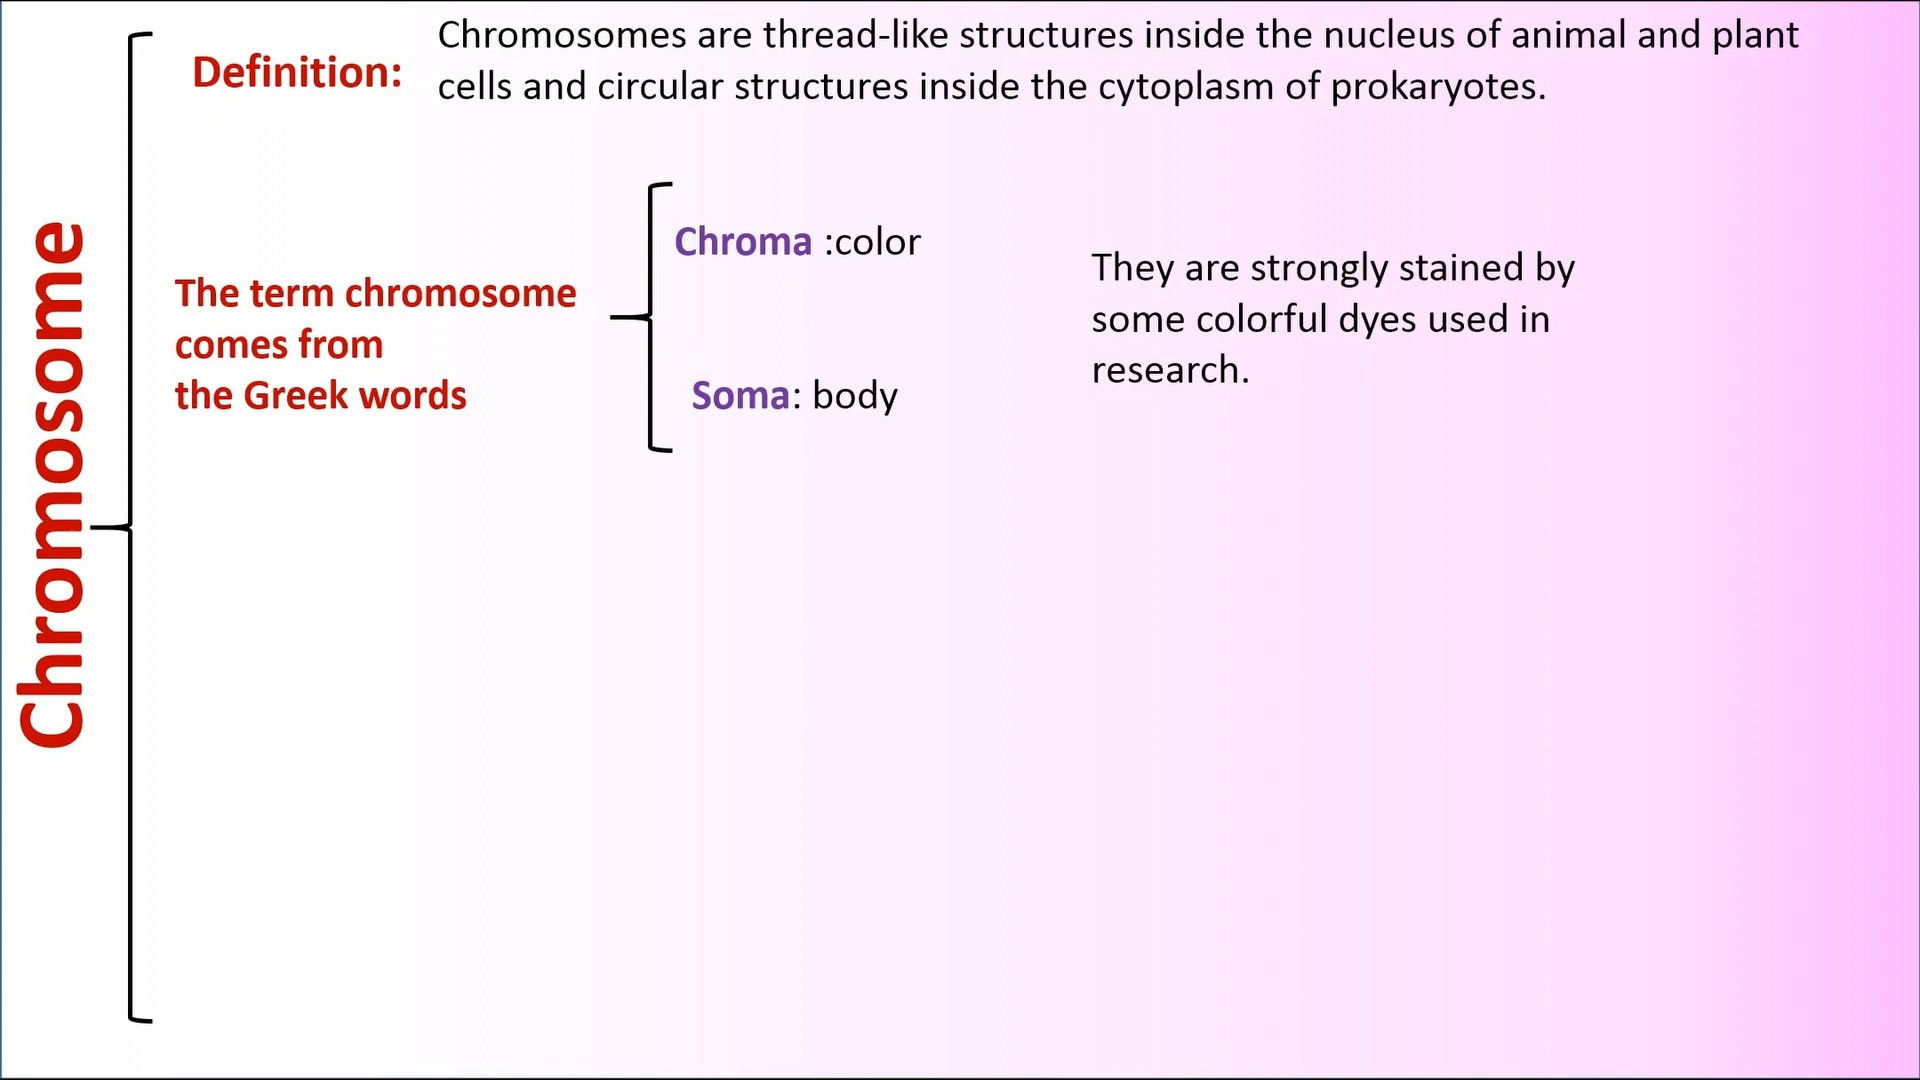 Chromosome
Definition:
Chromosomes are thread-like structures inside the nucleus of animal and plant
cells and circular structures inside the cytoplasm of prokaryotes.
The term chromosome
comes from
the Greek words
Chroma :color
Soma: body
They are strongly stained by
some colorful dyes used in
research.